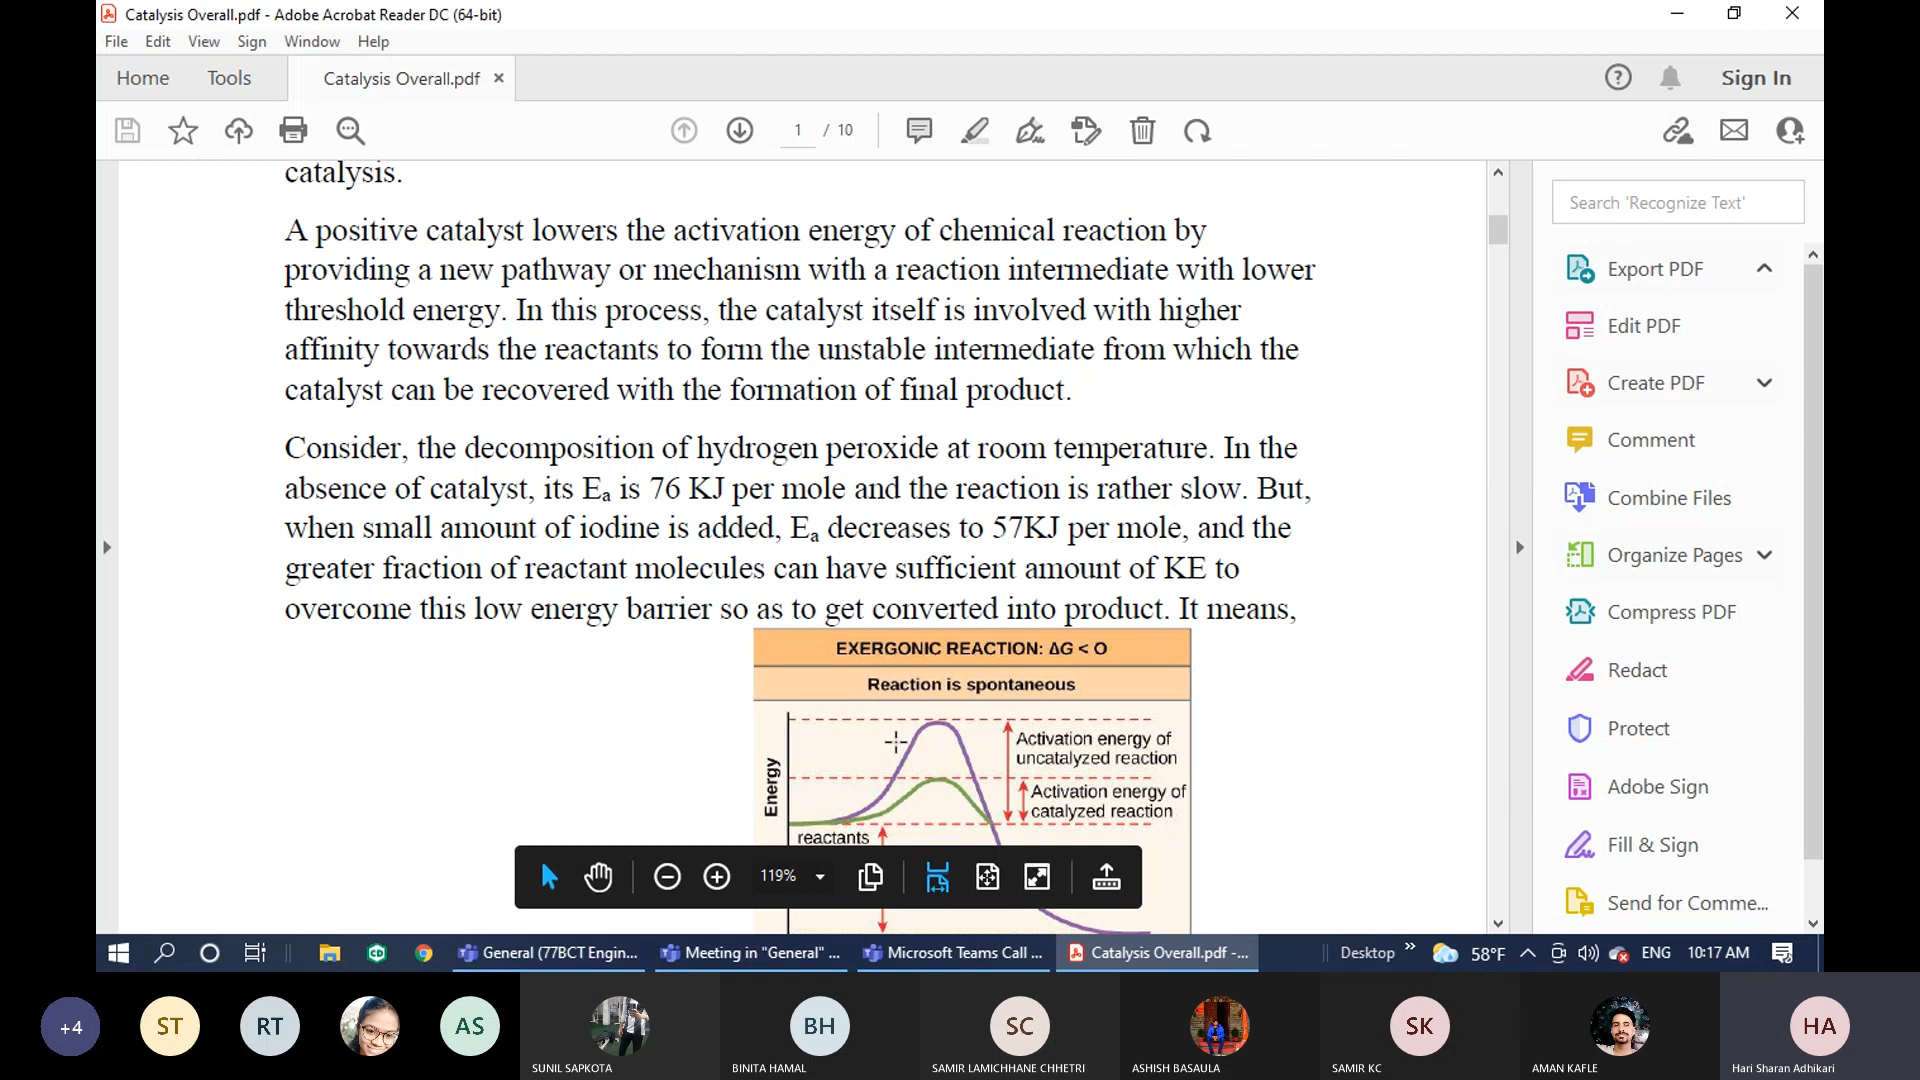 Catalysis Overall.pdf - Adobe Acrobat Reader DC (64-bit)
File Edit View Sign Window Help
Home Tools Catalysis Overall.pdf × Sign In
1 / 10
catalysis.
A positive catalyst lowers the activation energy of chemical reaction by
providing a new pathway or mechanism with a reaction intermediate with lower
threshold energy. In this process, the catalyst itself is involved with higher
affinity towards the reactants to form the unstable intermediate from which the
catalyst can be recovered with the formation of final product.
Consider, the decomposition of hydrogen peroxide at room temperature. In the
absence of catalyst, its Eₐ is 76 KJ per mole and the reaction is rather slow. But,
when small amount of iodine is added, Eₐ decreases to 57KJ per mole, and the
greater fraction of reactant molecules can have sufficient amount of KE to
overcome this low energy barrier so as to get converted into product. It means,
EXERGONIC REACTION: ΔG < O
Reaction is spontaneous
Energy
Activation energy of
uncatalyzed reaction
Activation energy of
catalyzed reaction
reactants
119%
Search 'Recognize Text'
Export PDF
Edit PDF
Create PDF
Comment
Combine Files
Organize Pages
Compress PDF
Redact
Protect
Adobe Sign
Fill & Sign
Send for Comme...
General (77BCT Engin... Meeting in "General" ... Microsoft Teams Call ... Catalysis Overall.pdf -... Desktop » 58°F ENG 10:17 AM
+4 ST RT AS BH SC SK HA
SUNIL SAPKOTA BINITA HAMAL SAMIR LAMICHHANE CHHETRI ASHISH BASAULA SAMIR KC AMAN KAFLE Hari Sharan Adhikari